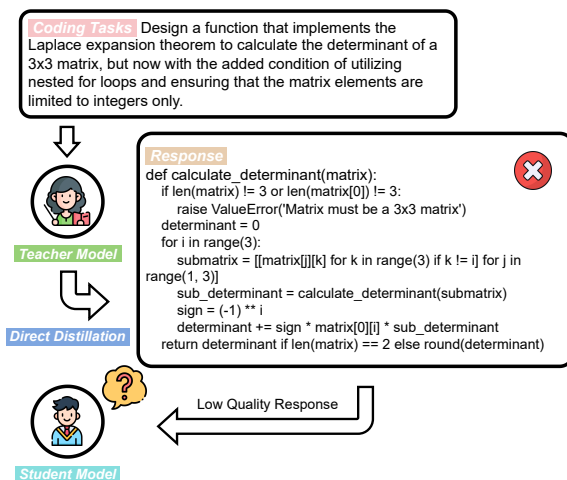 Coding Tasks Design a function that implements the
Laplace expansion theorem to calculate the determinant of a
3x3 matrix, but now with the added condition of utilizing
nested for loops and ensuring that the matrix elements are
limited to integers only.
Response
def calculate_determinant(matrix):
if len(matrix) != 3 or len(matrix[0]) != 3:
raise ValueError('Matrix must be a 3x3 matrix')
determinant = 0
for i in range(3):
submatrix = [[matrix[j][k] for k in range(3) if k != i] for j in
range(1, 3)]
sub_determinant = calculate_determinant(submatrix)
sign = (-1) ** i
determinant += sign * matrix[0][i] * sub_determinant
return determinant if len(matrix) == 2 else round(determinant)
Teacher Model
Direct Distillation
?
Low Quality Response
Student Model